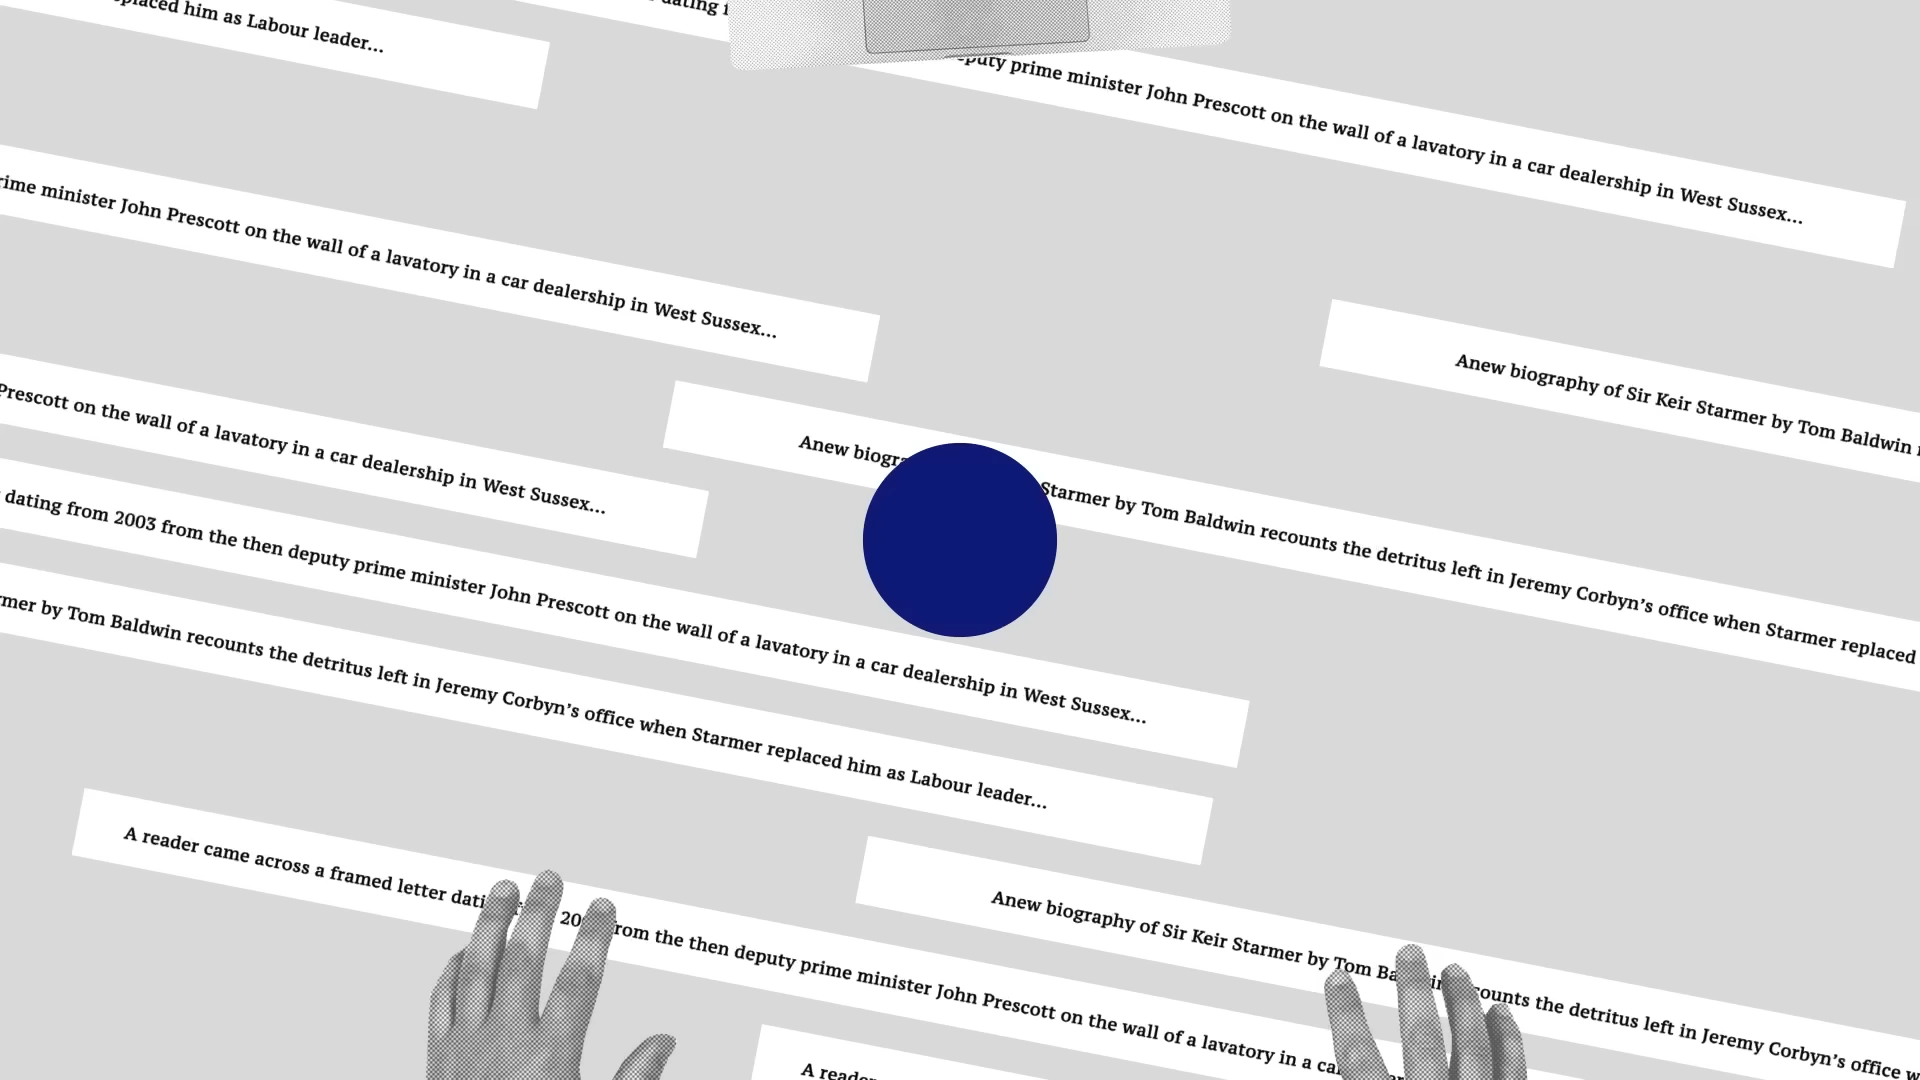 placed him as Labour leader...
dating
deputy prime minister John Prescott on the wall of a lavatory in a car dealership in West Sussex...
prime minister John Prescott on the wall of a lavatory in a car dealership in West Sussex...
Anew biography of Sir Keir Starmer by Tom Baldwin
Prescott on the wall of a lavatory in a car dealership in West Sussex...
Anew biogra Starmer by Tom Baldwin recounts the detritus left in Jeremy Corbyn’s office when Starmer replaced
dating from 2003 from the then deputy prime minister John Prescott on the wall of a lavatory in a car dealership in West Sussex...
rmer by Tom Baldwin recounts the detritus left in Jeremy Corbyn’s office when Starmer replaced him as Labour leader...
A reader came across a framed letter dati 20 from the then deputy prime minister John Prescott on the wall of a lavatory in a ca
Anew biography of Sir Keir Starmer by Tom Ba in counts the detritus left in Jeremy Corbyn’s office w
A reader